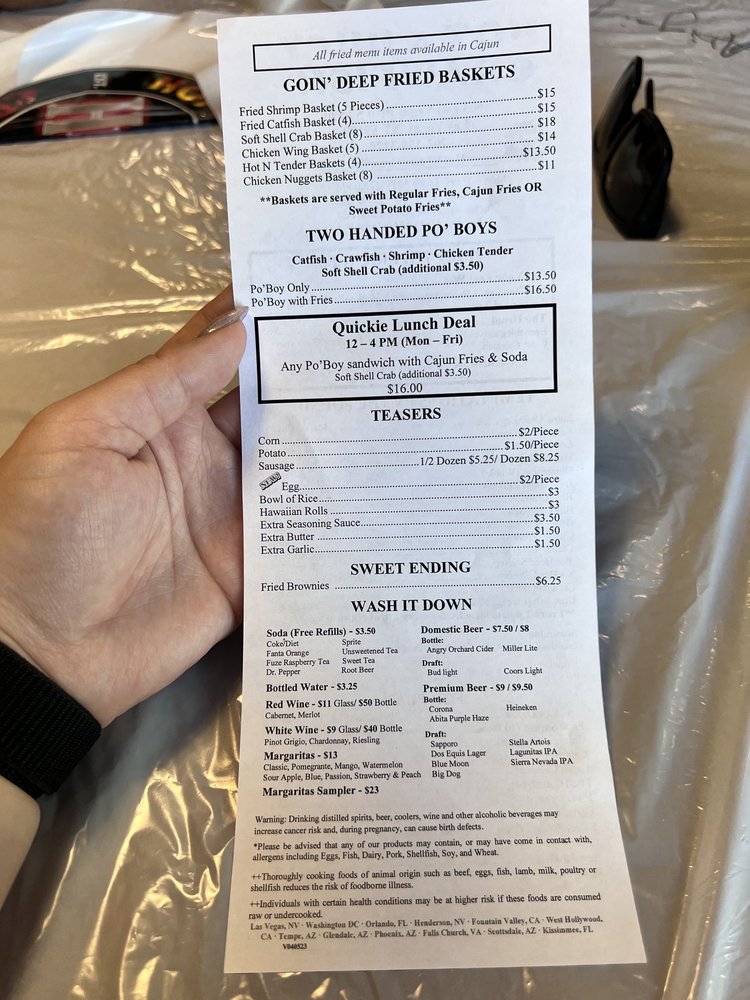 All fried menu items available in Cajun
GOIN' DEEP FRIED BASKETS
Fried Shrimp Basket (5 Pieces) $15
Fried Catfish Basket (4) $15
Soft Shell Crab Basket (8) $18
Chicken Wing Basket (5) $14
Hot N Tender Baskets (4) $13.50
Chicken Nuggets Basket (8) $11
**Baskets are served with Regular Fries, Cajun Fries OR
Sweet Potato Fries**
TWO HANDED PO' BOYS
Catfish · Crawfish · Shrimp · Chicken Tender
Soft Shell Crab (additional $3.50)
Po'Boy Only $13.50
Po'Boy with Fries $16.50
Quickie Lunch Deal
12 – 4 PM (Mon – Fri)
Any Po'Boy sandwich with Cajun Fries & Soda
Soft Shell Crab (additional $3.50)
$16.00
TEASERS
Corn $2/Piece
Potato $1.50/Piece
Sausage 1/2 Dozen $5.25/ Dozen $8.25
NEW Egg $2/Piece
Bowl of Rice $3
Hawaiian Rolls $3
Extra Seasoning Sauce $3.50
Extra Butter $1.50
Extra Garlic $1.50
SWEET ENDING
Fried Brownies $6.25
WASH IT DOWN
Soda (Free Refills) - $3.50
Coke/Diet Sprite
Fanta Orange Unsweetened Tea
Fuze Raspberry Tea Sweet Tea
Dr. Pepper Root Beer
Bottled Water - $3.25
Red Wine - $11 Glass/ $50 Bottle
Cabernet, Merlot
White Wine - $9 Glass/ $40 Bottle
Pinot Grigio, Chardonnay, Riesling
Margaritas - $13
Classic, Pomegrante, Mango, Watermelon
Sour Apple, Blue, Passion, Strawberry & Peach
Margaritas Sampler - $23
Domestic Beer - $7.50 / $8
Bottle:
Angry Orchard Cider Miller Lite
Draft:
Bud light Coors Light
Premium Beer - $9 / $9.50
Bottle:
Corona Heineken
Abita Purple Haze
Draft:
Sapporo Stella Artois
Dos Equis Lager Lagunitas IPA
Blue Moon Sierra Nevada IPA
Big Dog
Warning: Drinking distilled spirits, beer, coolers, wine and other alcoholic beverages may
increase cancer risk and, during pregnancy, can cause birth defects.
*Please be advised that any of our products may contain, or may have come in contact with,
allergens including Eggs, Fish, Dairy, Pork, Shellfish, Soy, and Wheat.
++Thoroughly cooking foods of animal origin such as beef, eggs, fish, lamb, milk, poultry or
shellfish reduces the risk of foodborne illness.
++Individuals with certain health conditions may be at higher risk if these foods are consumed
raw or undercooked.
Las Vegas, NV · Washington DC · Orlando, FL · Henderson, NV · Fountain Valley, CA · West Hollywood,
CA · Tempe, AZ · Glendale, AZ · Phoenix, AZ · Falls Church, VA · Scottsdale, AZ · Kissimmee, FL
V040523